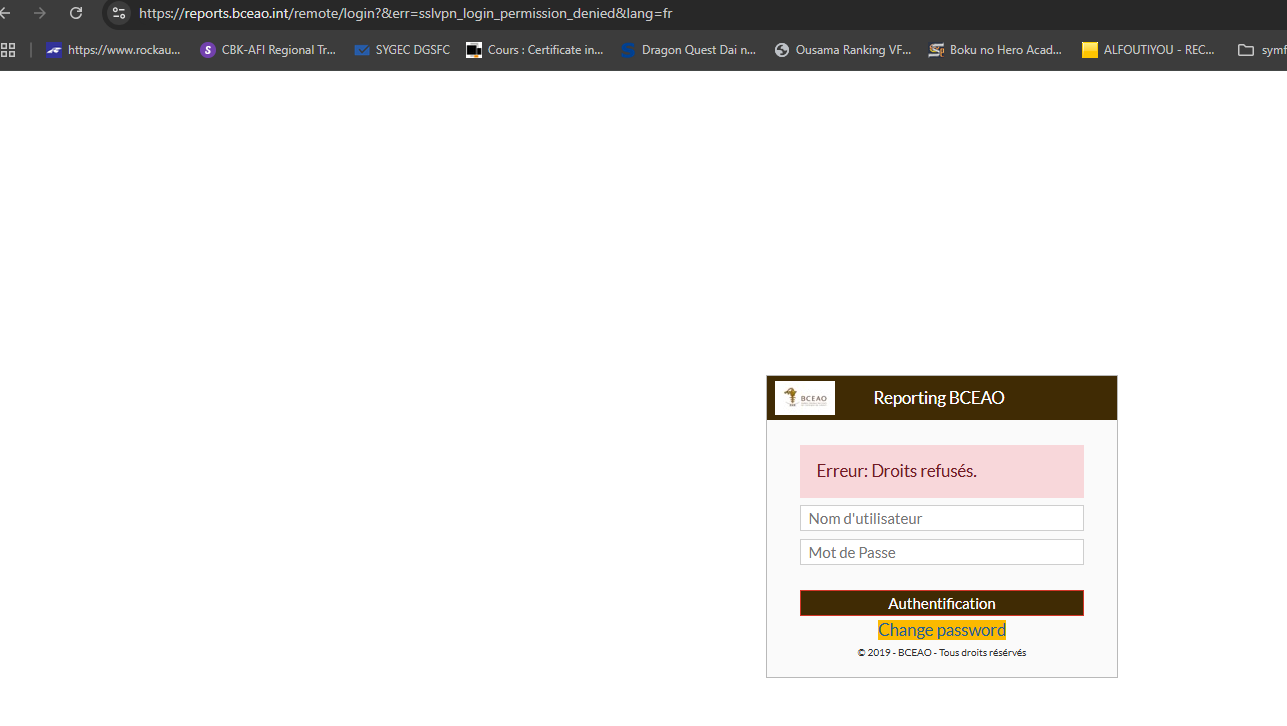 https://reports.bceao.int/remote/login?&err=sslvpn_login_permission_denied&lang=fr
https://www.rockau... CBK-AFI Regional Tr... SYGEC DGSFC Cours : Certificate in... Dragon Quest Dai n... Ousama Ranking VF... Boku no Hero Acad... ALFOUTIYOU - REC... symf
BCEAO Reporting BCEAO
Erreur: Droits refusés.
Nom d'utilisateur
Mot de Passe
Authentification
Change password
© 2019 - BCEAO - Tous droits résérvés